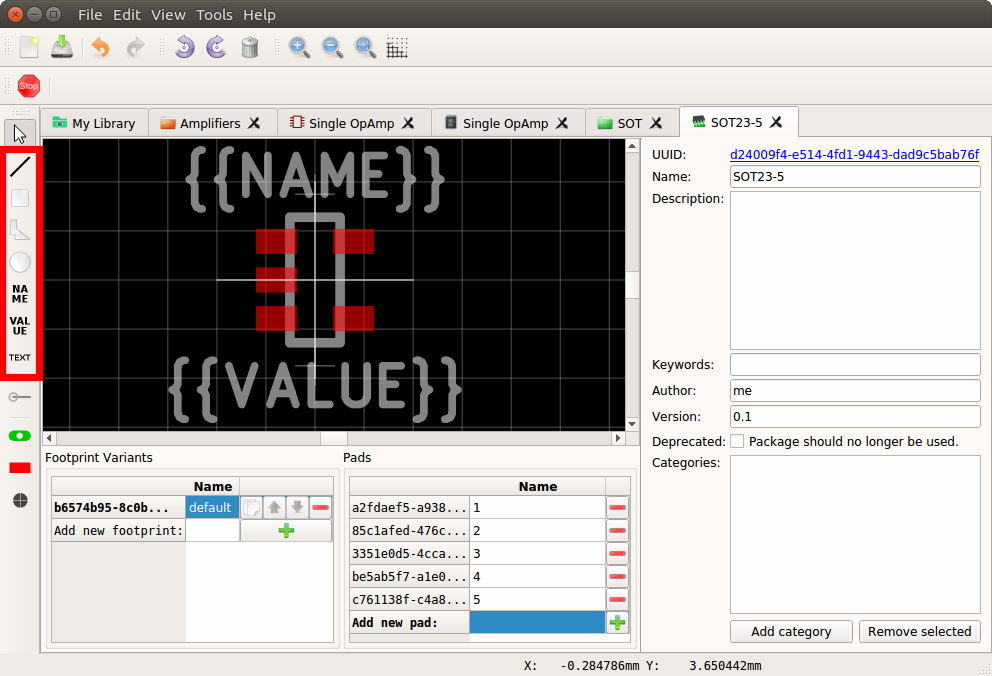 File Edit View Tools Help
Stop
My Library Amplifiers Single OpAmp Single OpAmp SOT SOT23-5
NA
ME
VAL
UE
TEXT
{{NAME}}
{{VALUE}}
UUID: d24009f4-e514-4fd1-9443-dad9c5bab76f
Name: SOT23-5
Description:
Keywords:
Author: me
Version: 0.1
Deprecated: Package should no longer be used.
Categories:
Add category Remove selected
Footprint Variants
Name
b6574b95-8c0b... default
Add new footprint:
Pads
Name
a2fdaef5-a938... 1
85c1afed-476c... 2
3351e0d5-4cca... 3
be5ab5f7-a1e0... 4
c761138f-c4a8... 5
Add new pad:
X: -0.284786mm Y: 3.650442mm